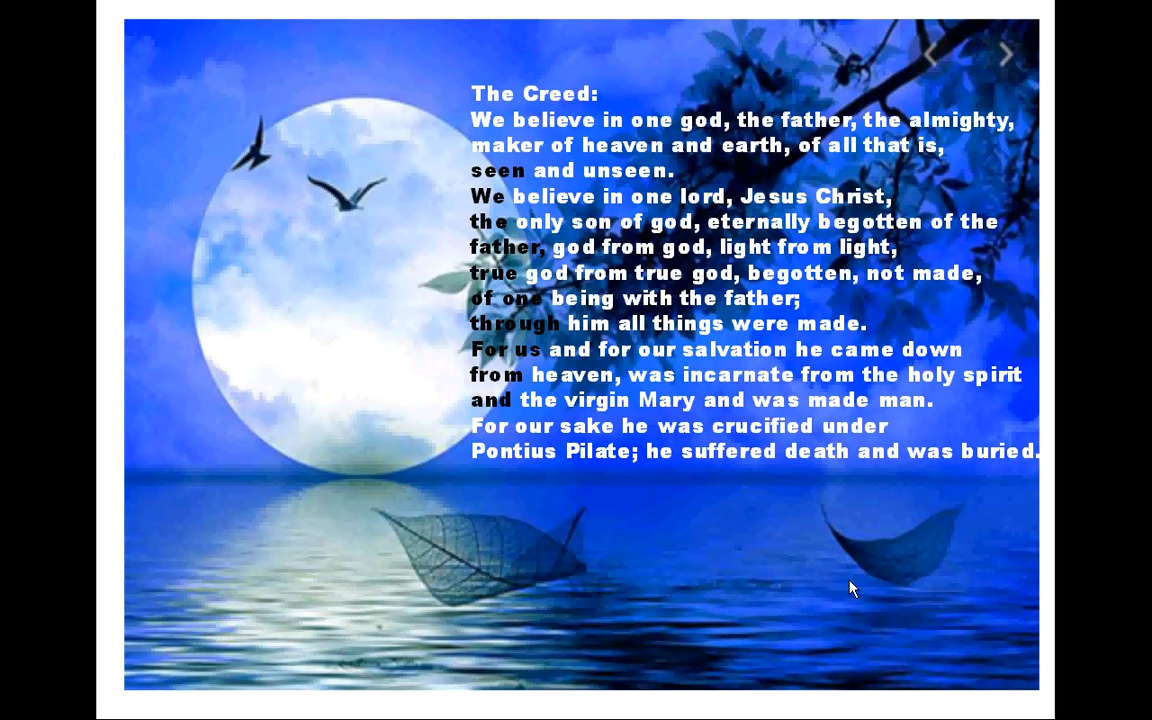 The Creed:
We believe in one god, the father, the almighty,
maker of heaven and earth, of all that is,
seen and unseen.
We believe in one lord, Jesus Christ,
the only son of god, eternally begotten of the
father, god from god, light from light,
true god from true god, begotten, not made,
of one being with the father;
through him all things were made.
For us and for our salvation he came down
from heaven, was incarnate from the holy spirit
and the virgin Mary and was made man.
For our sake he was crucified under
Pontius Pilate; he suffered death and was buried.